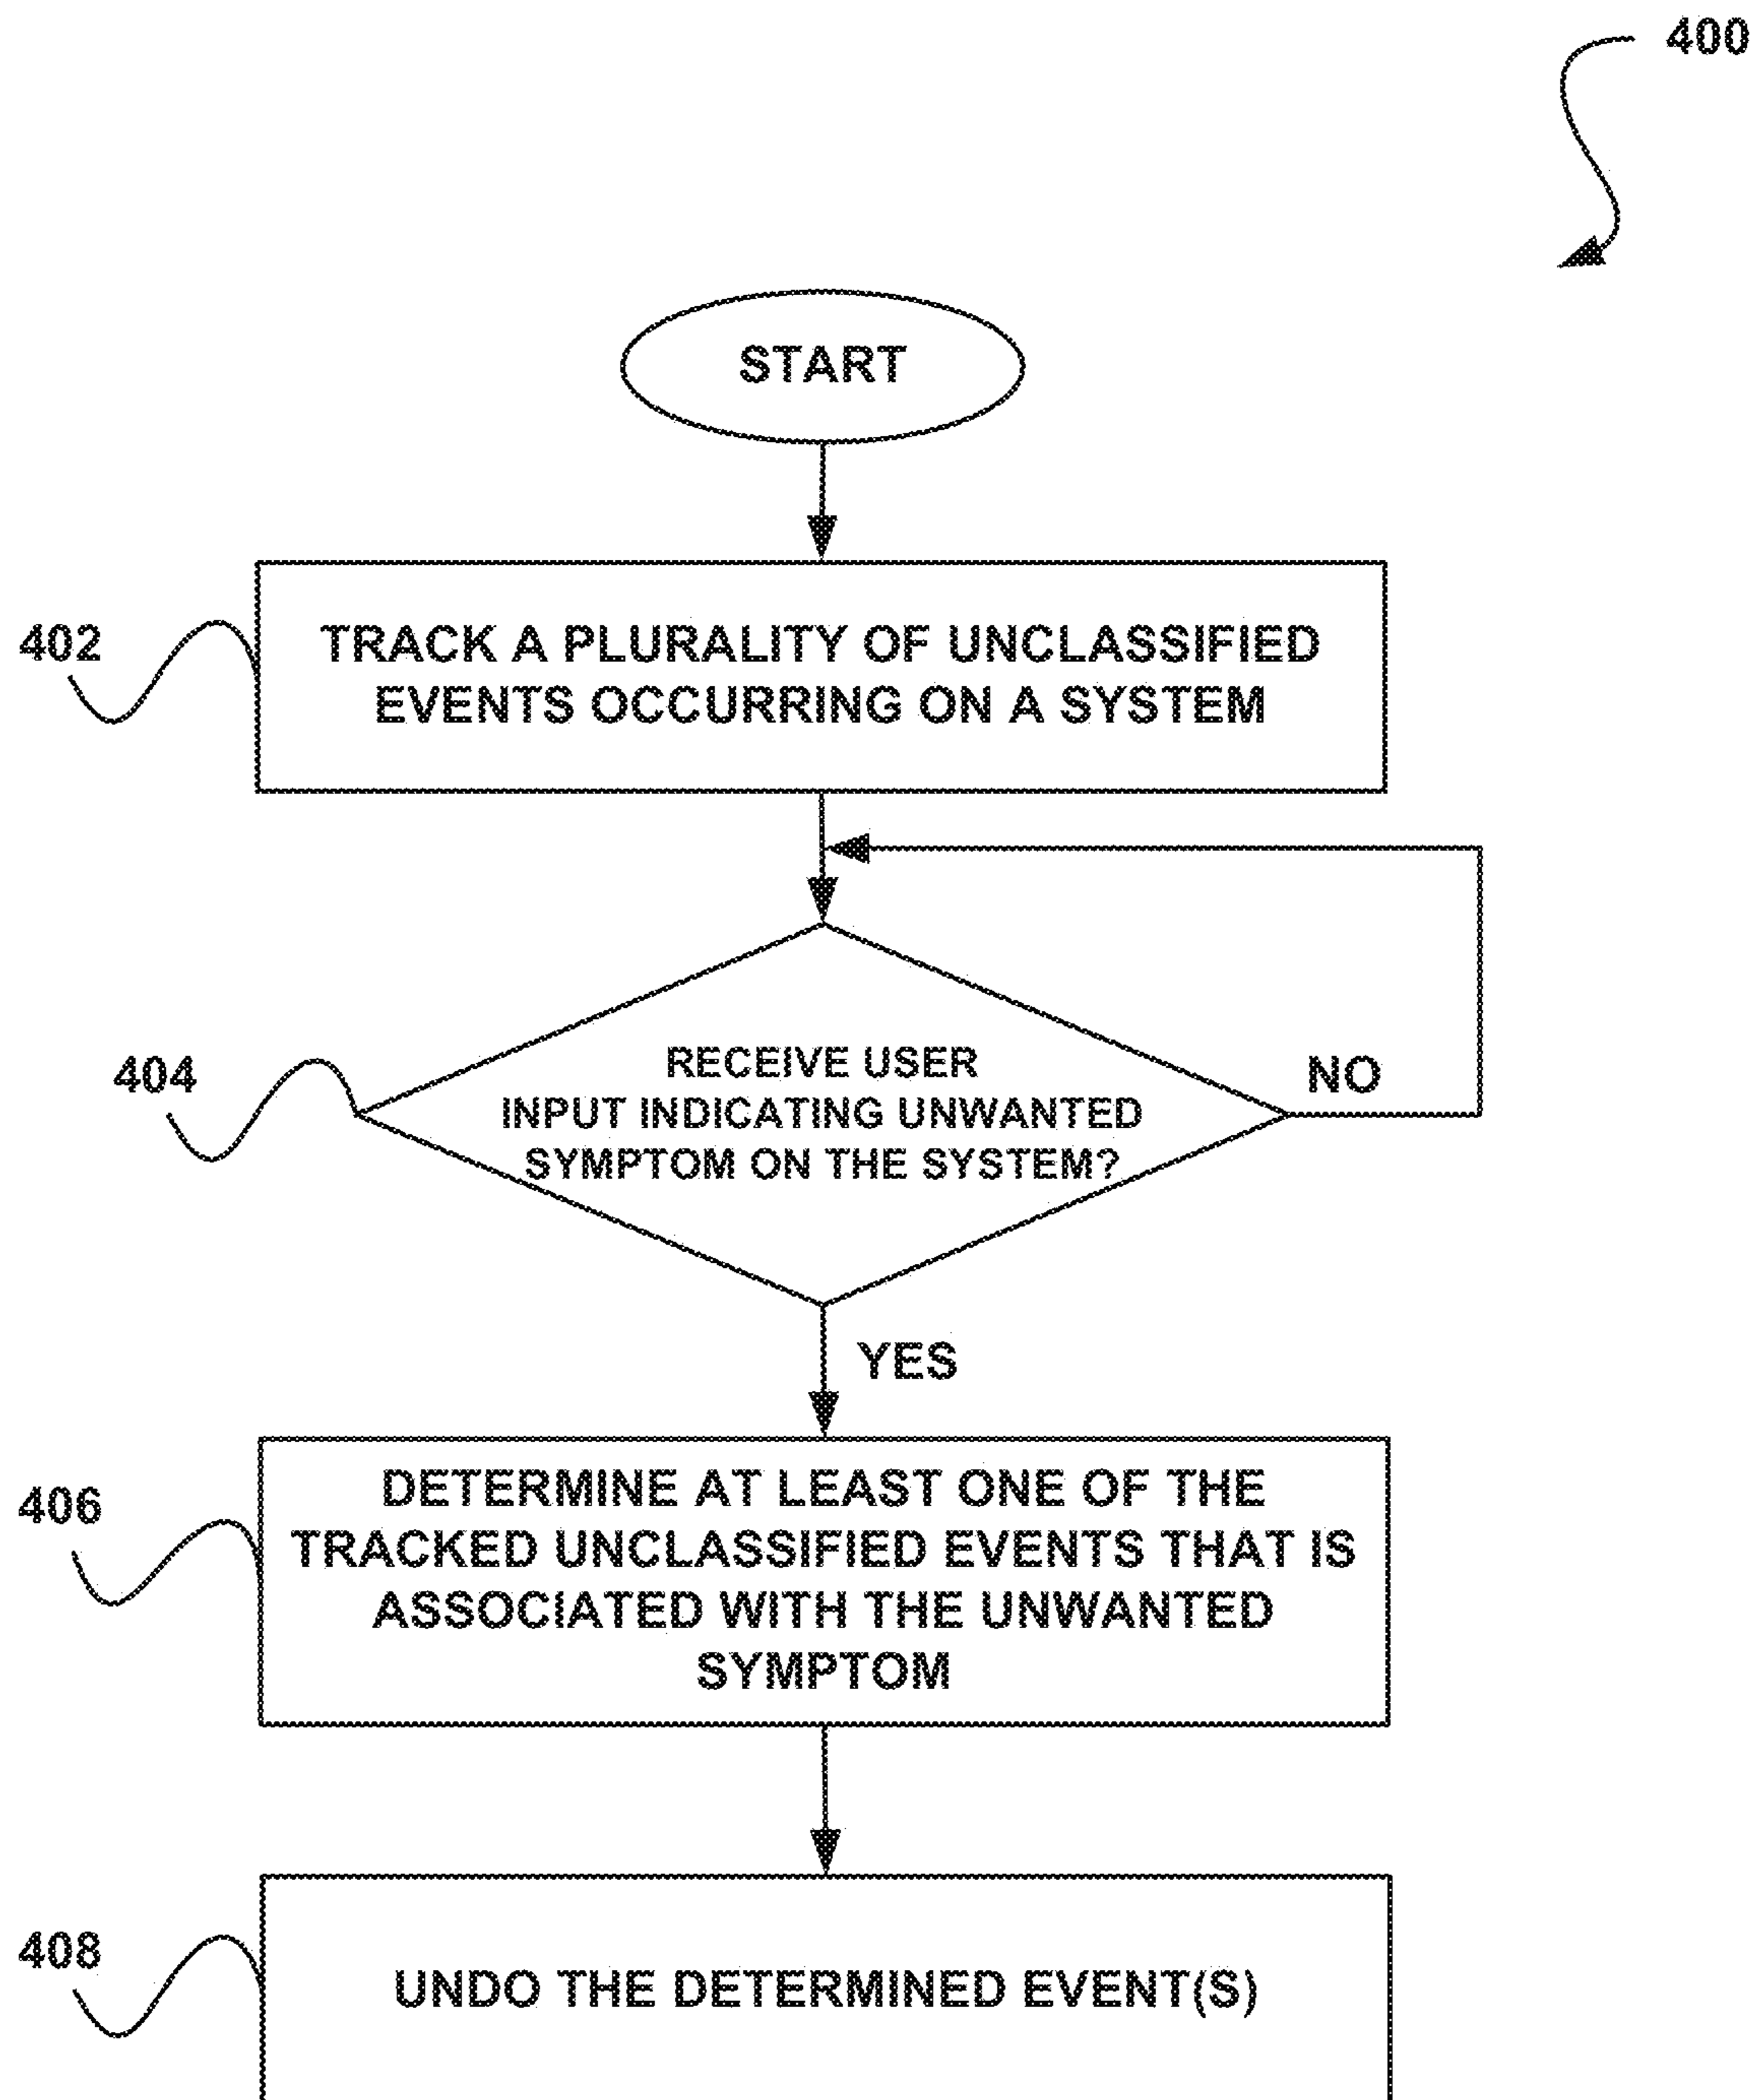 400
START
402
TRACK A PLURALITY OF UNCLASSIFIED
EVENTS OCCURRING ON A SYSTEM
404
RECEIVE USER
INPUT INDICATING UNWANTED
SYMPTOM ON THE SYSTEM?
NO
YES
406
DETERMINE AT LEAST ONE OF THE
TRACKED UNCLASSIFIED EVENTS THAT IS
ASSOCIATED WITH THE UNWANTED
SYMPTOM
408
UNDO THE DETERMINED EVENT(S)